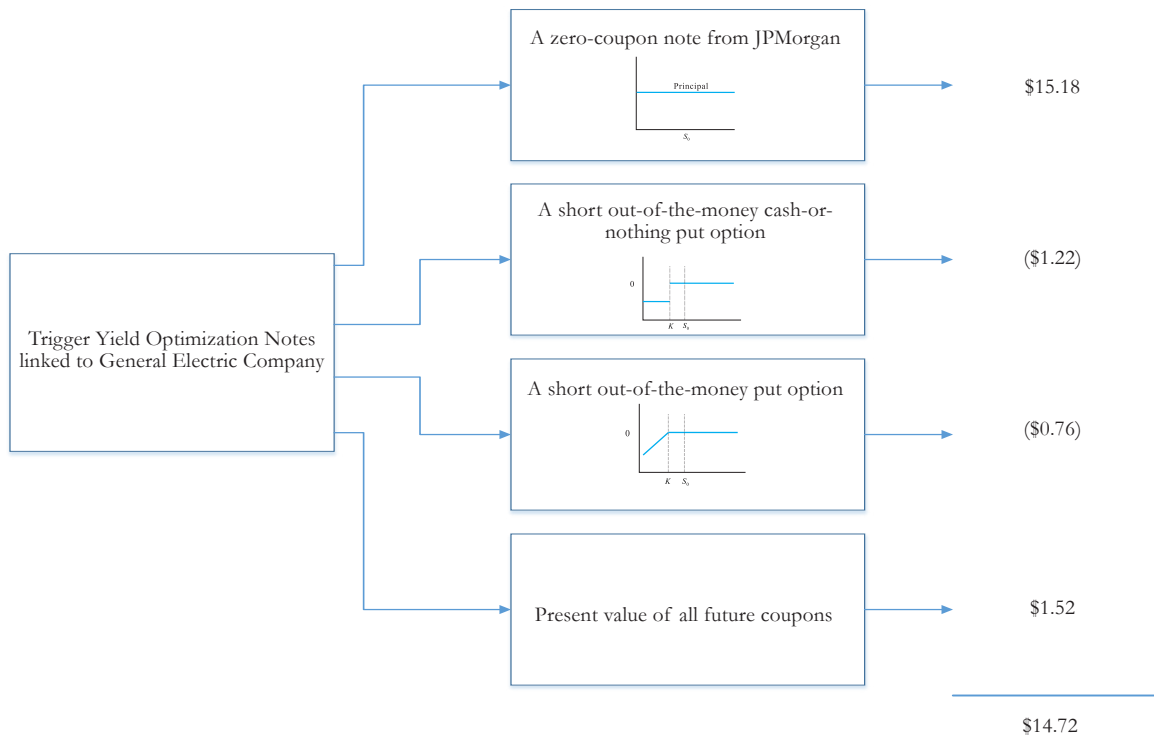 A zero-coupon note from JPMorgan
Principal
S₀
$15.18
A short out-of-the-money cash-or-
nothing put option
0
K S₀
($1.22)
Trigger Yield Optimization Notes
linked to General Electric Company
A short out-of-the-money put option
0
K S₀
($0.76)
Present value of all future coupons
$1.52
$14.72